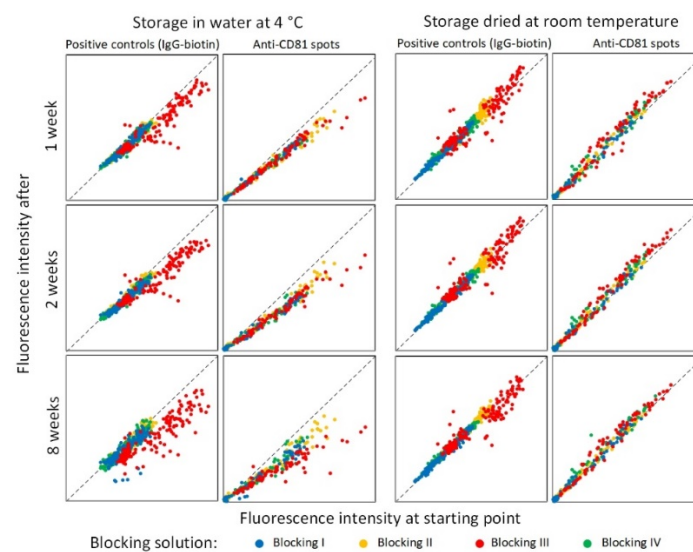 Storage in water at 4 °C
Storage dried at room temperature
Positive controls (IgG-biotin)
Anti-CD81 spots
Positive controls (IgG-biotin)
Anti-CD81 spots
Fluorescence intensity after
1 week
2 weeks
8 weeks
Fluorescence intensity at starting point
Blocking solution: Blocking I Blocking II Blocking III Blocking IV